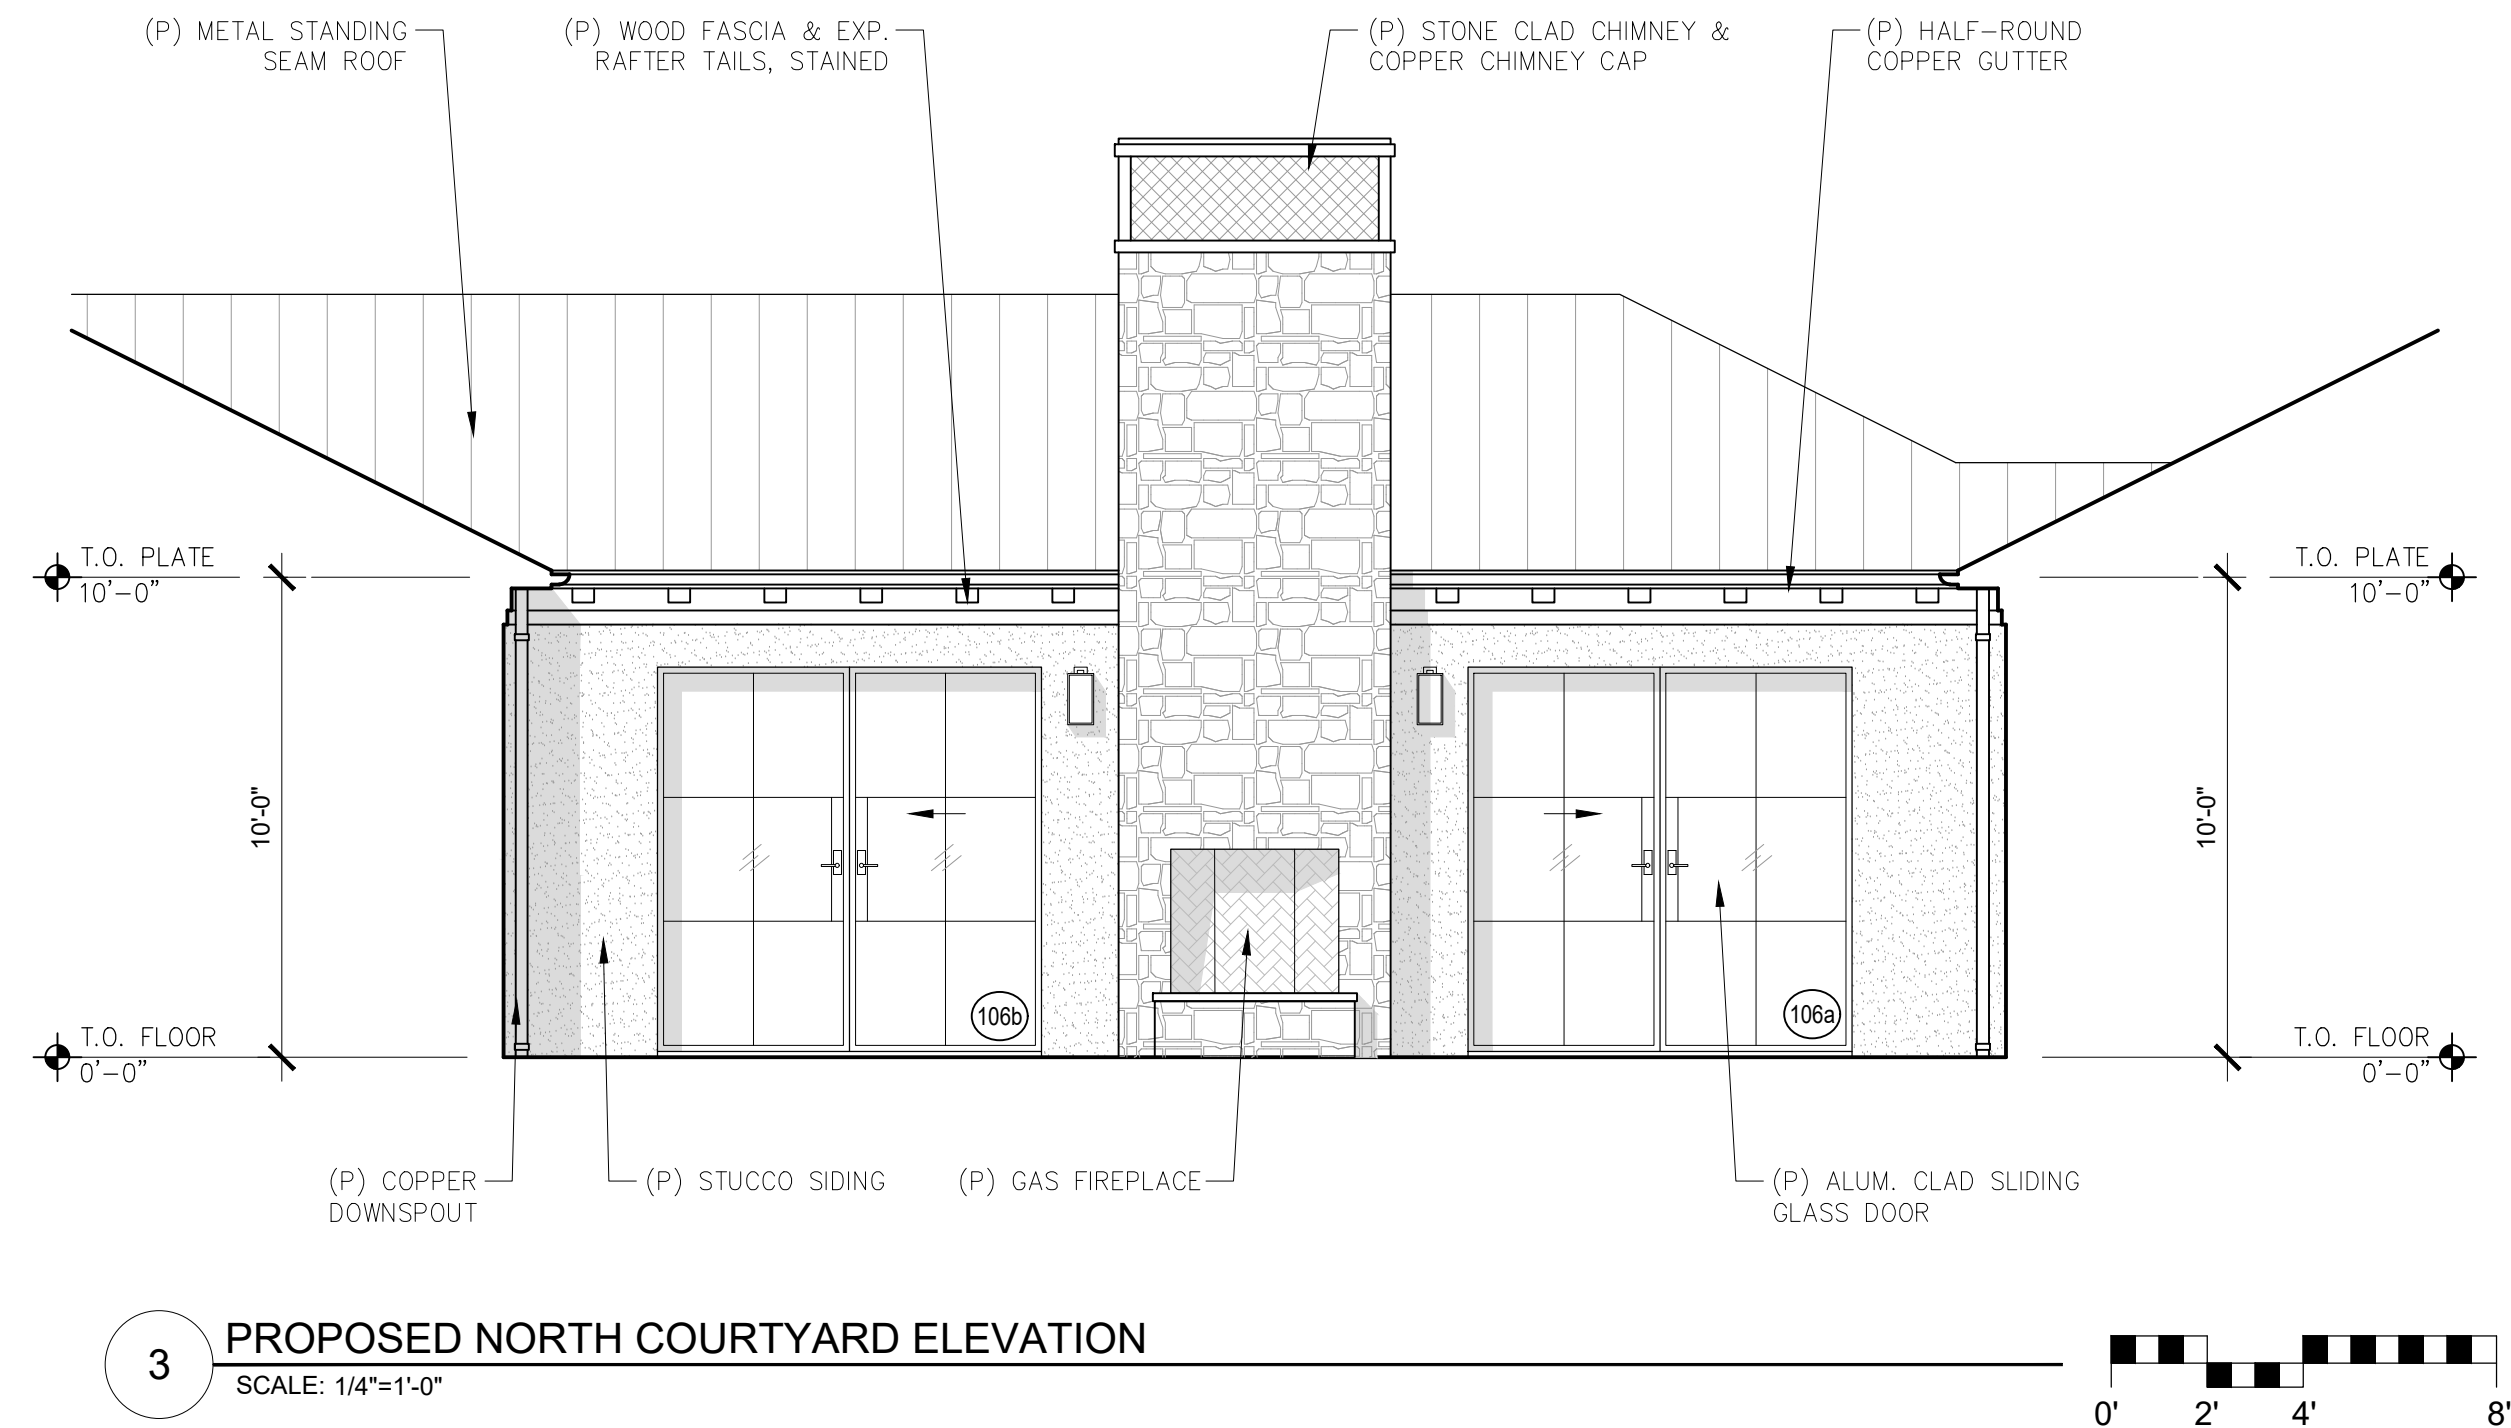 (P) METAL STANDING
SEAM ROOF
(P) WOOD FASCIA & EXP.
RAFTER TAILS, STAINED
(P) STONE CLAD CHIMNEY &
COPPER CHIMNEY CAP
(P) HALF-ROUND
COPPER GUTTER
T.O. PLATE
10'-0"
T.O. PLATE
10'-0"
10'-0"
10'-0"
106b
106a
T.O. FLOOR
0'-0"
T.O. FLOOR
0'-0"
(P) COPPER
DOWNSPOUT
(P) STUCCO SIDING
(P) GAS FIREPLACE
(P) ALUM. CLAD SLIDING
GLASS DOOR
3
PROPOSED NORTH COURTYARD ELEVATION
SCALE: 1/4"=1'-0"
0' 2' 4' 8'